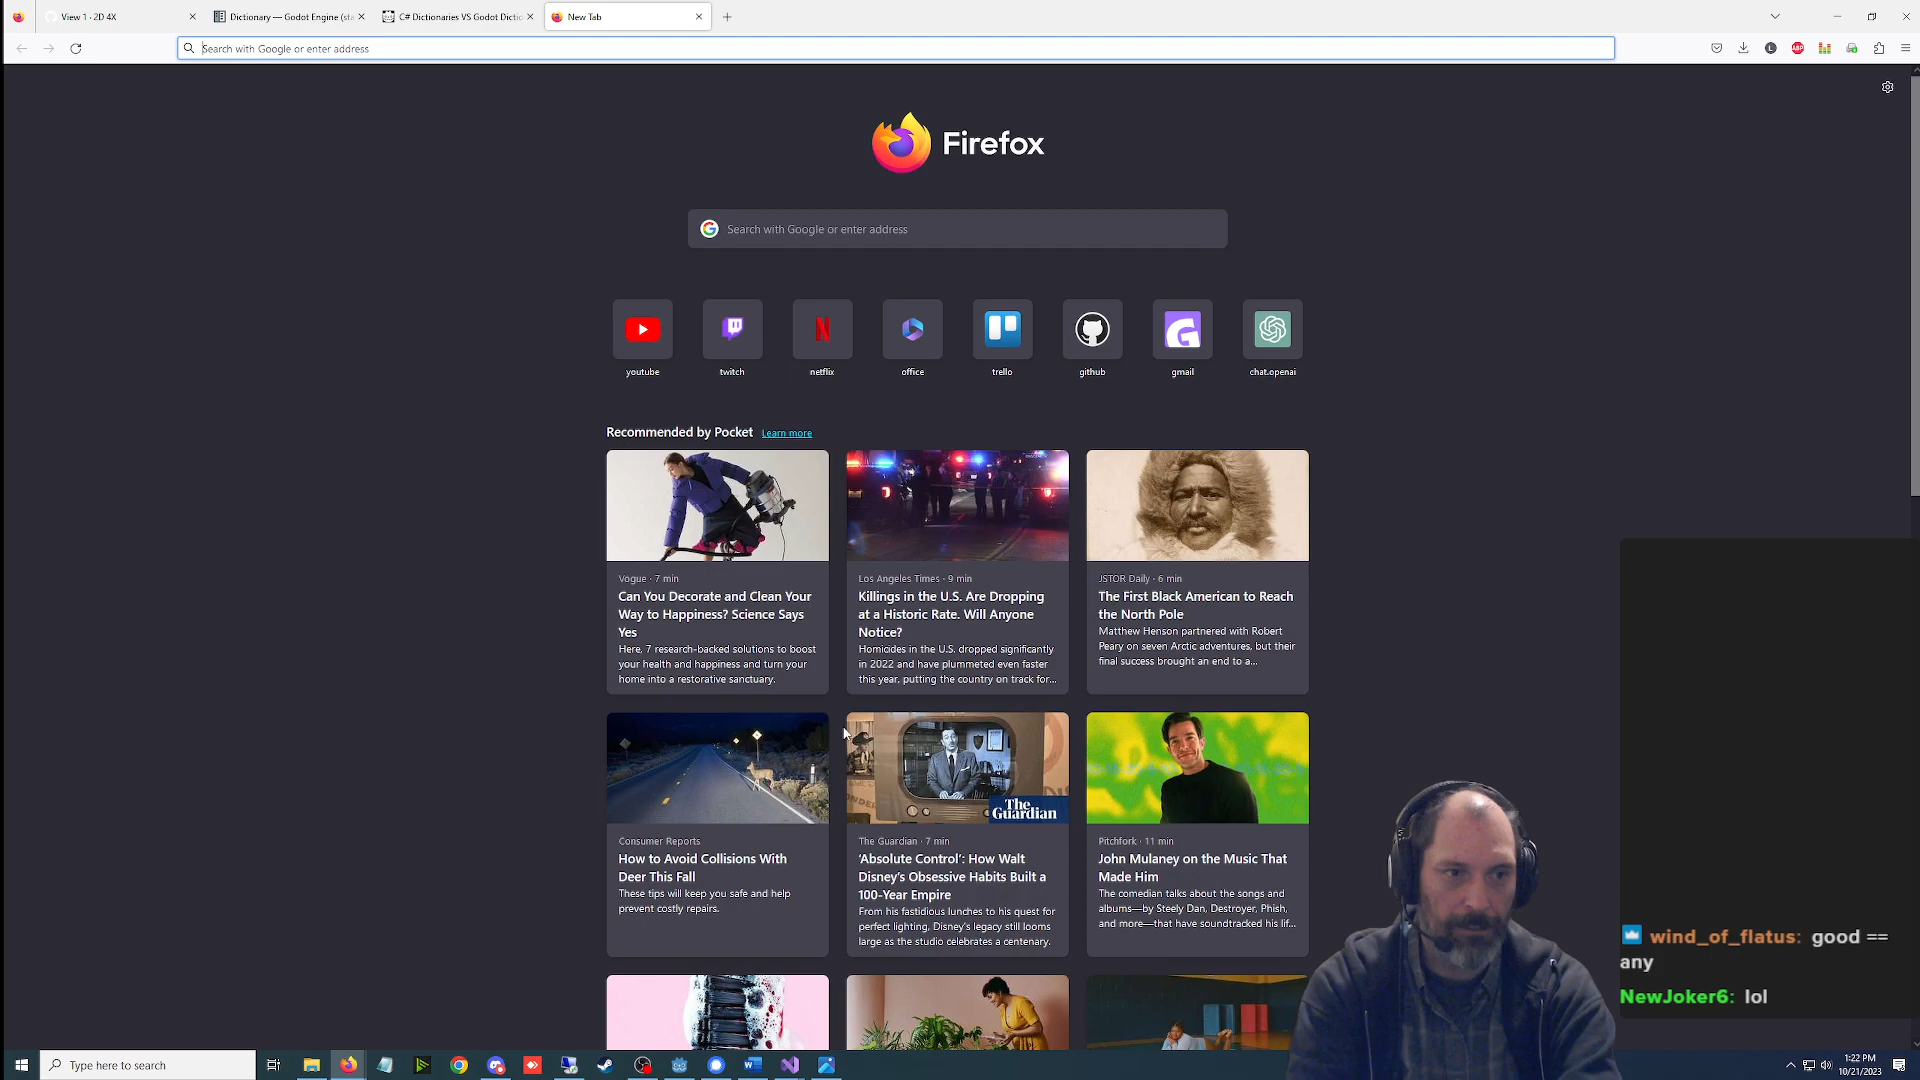 View 1 · 2D 4X
Dictionary — Godot Engine (sta
C# Dictionaries VS Godot Dictio
New Tab
Search with Google or enter address
Firefox
Search with Google or enter address
youtube
twitch
netflix
office
trello
github
gmail
chat.openai
Recommended by Pocket Learn more
Vogue · 7 min
Can You Decorate and Clean Your
Way to Happiness? Science Says
Yes
Here, 7 research-backed solutions to boost
your health and happiness and turn your
home into a restorative sanctuary.
Los Angeles Times · 9 min
Killings in the U.S. Are Dropping
at a Historic Rate. Will Anyone
Notice?
Homicides in the U.S. dropped significantly
in 2022 and have plummeted even faster
this year, putting the country on track for...
JSTOR Daily · 6 min
The First Black American to Reach
the North Pole
Matthew Henson partnered with Robert
Peary on seven Arctic adventures, but their
final success brought an end to a...
Consumer Reports
How to Avoid Collisions With
Deer This Fall
These tips will keep you safe and help
prevent costly repairs.
The
Guardian
The Guardian · 7 min
‘Absolute Control’: How Walt
Disney’s Obsessive Habits Built a
100-Year Empire
From his fastidious lunches to his quest for
perfect lighting, Disney’s legacy still looms
large as the studio celebrates a centenary.
Pitchfork · 11 min
John Mulaney on the Music That
Made Him
The comedian talks about the songs and
albums—by Steely Dan, Destroyer, Phish,
and more—that have soundtracked his lif...
wind_of_flatus: good ==
any
NewJoker6: lol
Type here to search
1:22 PM
10/21/2023